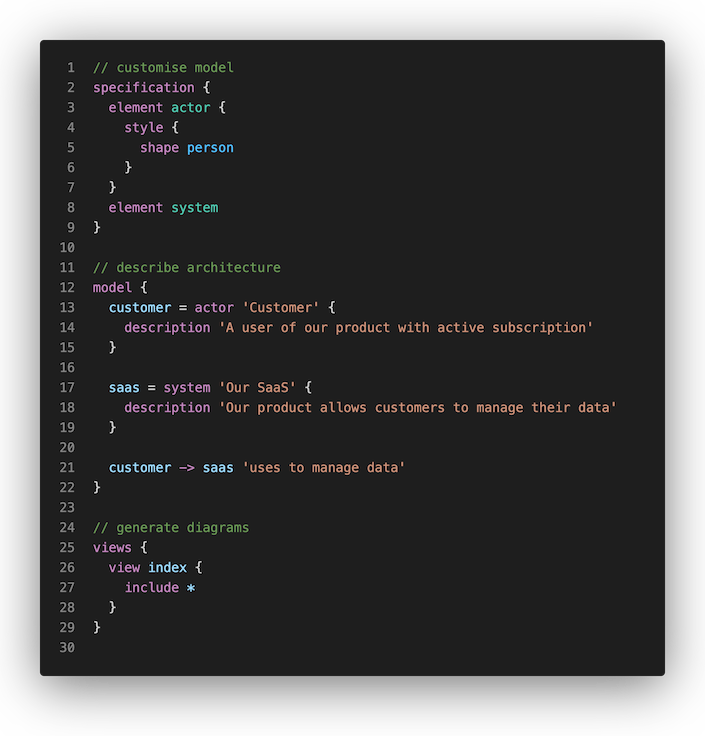 1 // customise model
2 specification {
3   element actor {
4     style {
5       shape person
6     }
7   }
8   element system
9 }
10
11 // describe architecture
12 model {
13   customer = actor 'Customer' {
14     description 'A user of our product with active subscription'
15   }
16
17   saas = system 'Our SaaS' {
18     description 'Our product allows customers to manage their data'
19   }
20
21   customer -> saas 'uses to manage data'
22 }
23
24 // generate diagrams
25 views {
26   view index {
27     include *
28   }
29 }
30